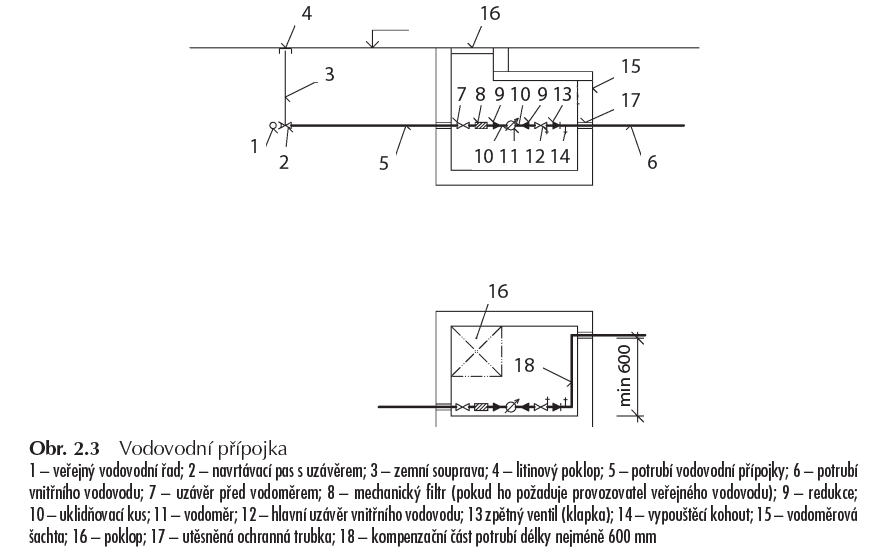 4
16
3
15
7 8 9 10 9 13
17
1
2
5
10 11 12 14
6
16
18
min 600
Obr. 2.3 Vodovodní přípojka
1 – veřejný vodovodní řad; 2 – navrtávací pas s uzávěrem; 3 – zemní souprava; 4 – litinový poklop; 5 – potrubí vodovodní přípojky; 6 – potrubí
vnitřního vodovodu; 7 – uzávěr před vodoměrem; 8 – mechanický filtr (pokud ho požaduje provozovatel veřejného vodovodu); 9 – redukce;
10 – uklidňovací kus; 11 – vodoměr; 12 – hlavní uzávěr vnitřního vodovodu; 13 zpětný ventil (klapka); 14 – vypouštěcí kohout; 15 – vodoměrová
šachta; 16 – poklop; 17 – utěsněná ochranná trubka; 18 – kompenzační část potrubí délky nejméně 600 mm